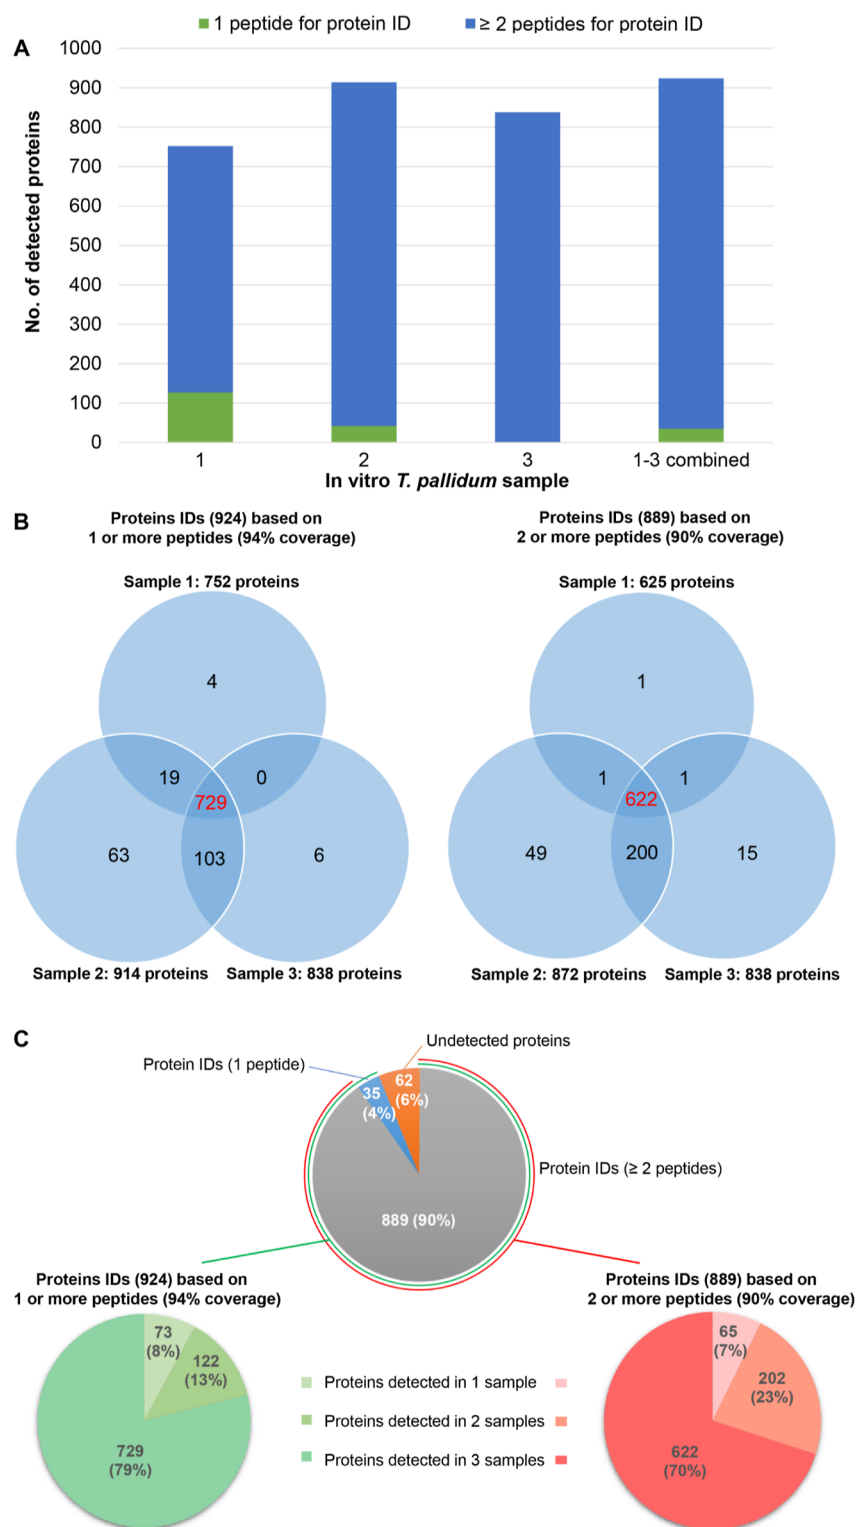 1 peptide for protein ID ≥ 2 peptides for protein ID
A
1000
900
800
700
600
500
400
300
200
100
0
No. of detected proteins
1 2 3 1-3 combined
In vitro T. pallidum sample
B
Proteins IDs (924) based on
1 or more peptides (94% coverage)
Sample 1: 752 proteins
4
19 0
729
63 103 6
Sample 2: 914 proteins Sample 3: 838 proteins
Proteins IDs (889) based on
2 or more peptides (90% coverage)
Sample 1: 625 proteins
1
1 1
622
49 200 15
Sample 2: 872 proteins Sample 3: 838 proteins
C
Undetected proteins
Protein IDs (1 peptide)
62
(6%)
35
(4%)
Protein IDs (≥ 2 peptides)
889 (90%)
Proteins IDs (924) based on
1 or more peptides (94% coverage)
73
(8%)
122
(13%)
729
(79%)
Proteins detected in 1 sample
Proteins detected in 2 samples
Proteins detected in 3 samples
Proteins IDs (889) based on
2 or more peptides (90% coverage)
65
(7%)
202
(23%)
622
(70%)